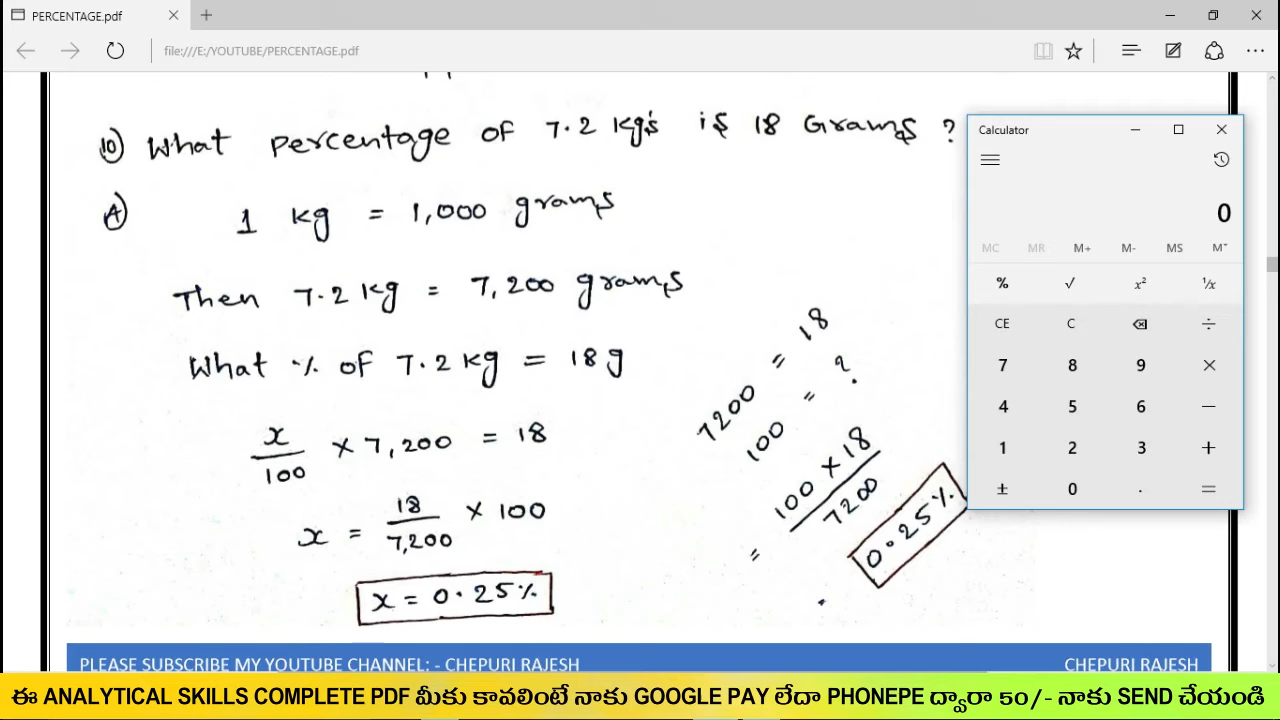 PERCENTAGE.pdf
file:///E:/YOUTUBE/PERCENTAGE.pdf
10) What percentage of 7.2 Kg's is 18 Grams ?
A) 1 kg = 1,000 grams
Then 7.2 kg = 7,200 grams
What % of 7.2 kg = 18g
x/100 × 7,200 = 18
x = 18/7,200 × 100
x = 0.25%
7200 = 18
100 = ?
= 100 × 18/7200
0.25%
Calculator
0
MC MR M+ M- MS M˅
% √ x² ¹/x
CE C ⌫ ÷
7 8 9 ×
4 5 6 −
1 2 3 +
± 0 . =
PLEASE SUBSCRIBE MY YOUTUBE CHANNEL: - CHEPURI RAJESH CHEPURI RAJESH
ఈ ANALYTICAL SKILLS COMPLETE PDF మీకు కావలింటే నాకు GOOGLE PAY లేదా PHONEPE ద్వారా 50/- నాకు SEND చేయండి